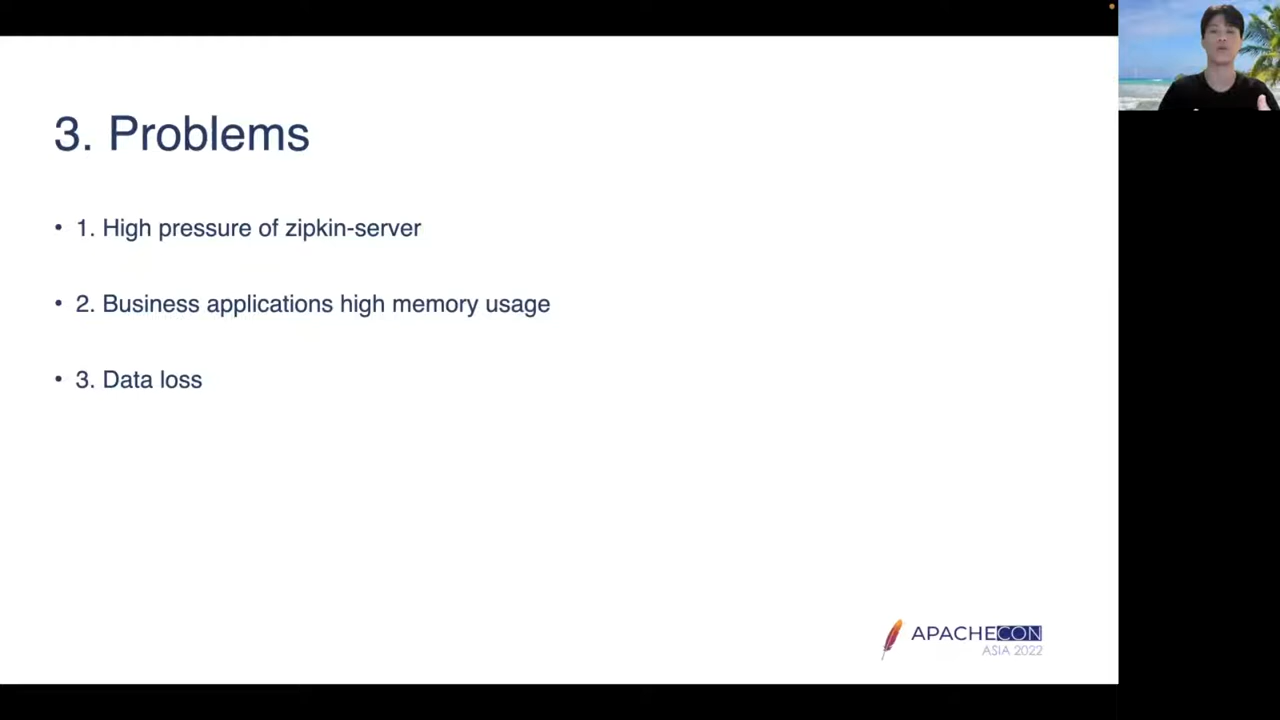 3. Problems
• 1. High pressure of zipkin-server
• 2. Business applications high memory usage
• 3. Data loss
APACHECON
ASIA 2022